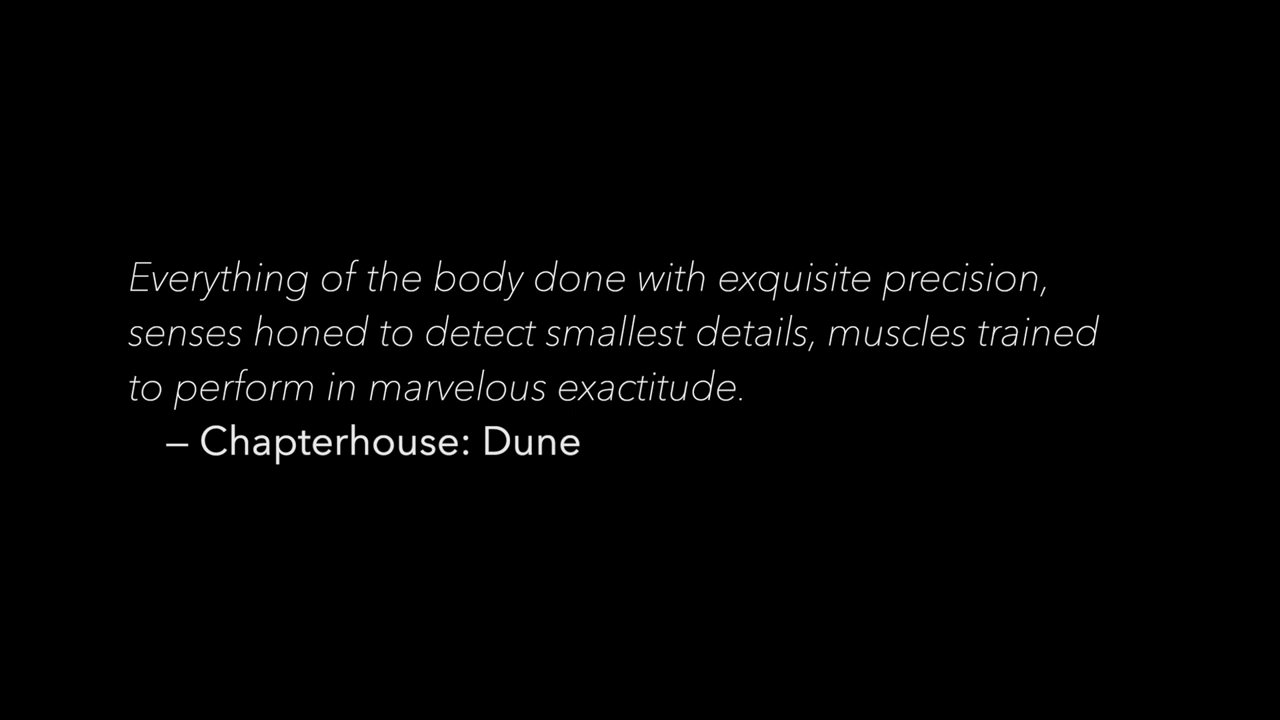 Everything of the body done with exquisite precision,
senses honed to detect smallest details, muscles trained
to perform in marvelous exactitude.
– Chapterhouse: Dune